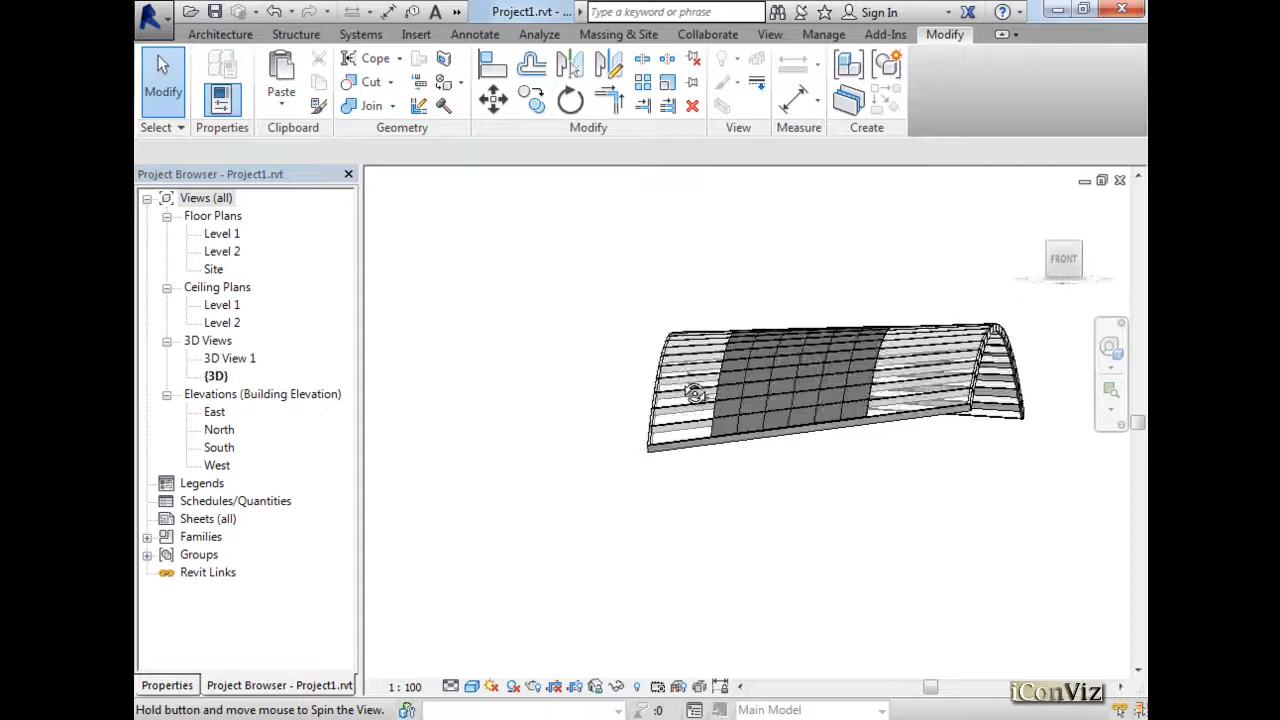 Project1.rvt - ...
Type a keyword or phrase
Sign In
Architecture
Structure
Systems
Insert
Annotate
Analyze
Massing & Site
Collaborate
View
Manage
Add-Ins
Modify
Modify
Paste
Cope
Cut
Join
Select
Properties
Clipboard
Geometry
Modify
View
Measure
Create
Project Browser - Project1.rvt
Views (all)
Floor Plans
Level 1
Level 2
Site
Ceiling Plans
Level 1
Level 2
3D Views
3D View 1
{3D}
Elevations (Building Elevation)
East
North
South
West
Legends
Schedules/Quantities
Sheets (all)
Families
Groups
Revit Links
FRONT
Properties
Project Browser - Project1.rvt
1 : 100
iConViz
Hold button and move mouse to Spin the View.
:0
Main Model